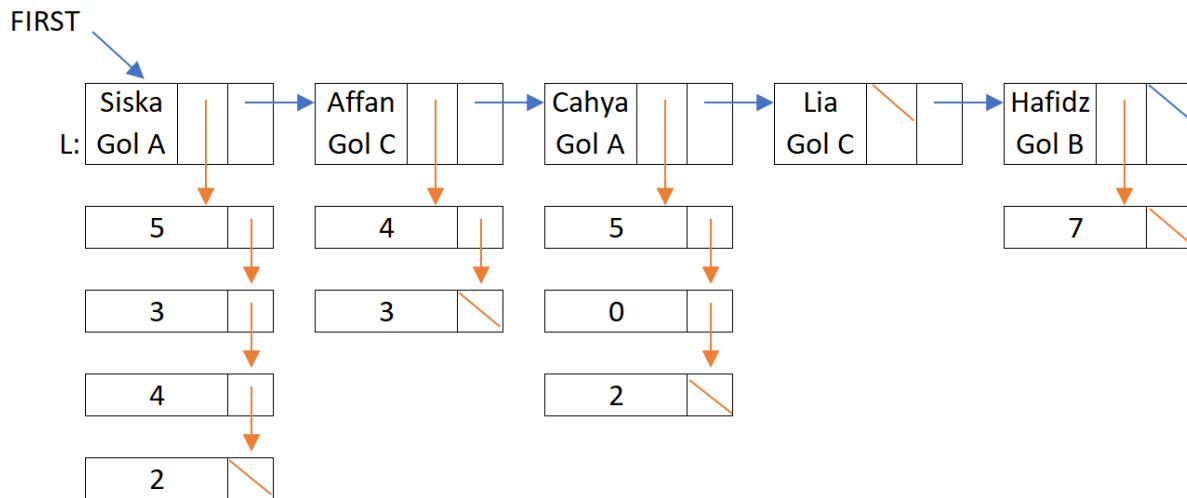 FIRST
L:
Siska
Gol A
Affan
Gol C
Cahya
Gol A
Lia
Gol C
Hafidz
Gol B
5
4
5
7
3
3
0
4
2
2